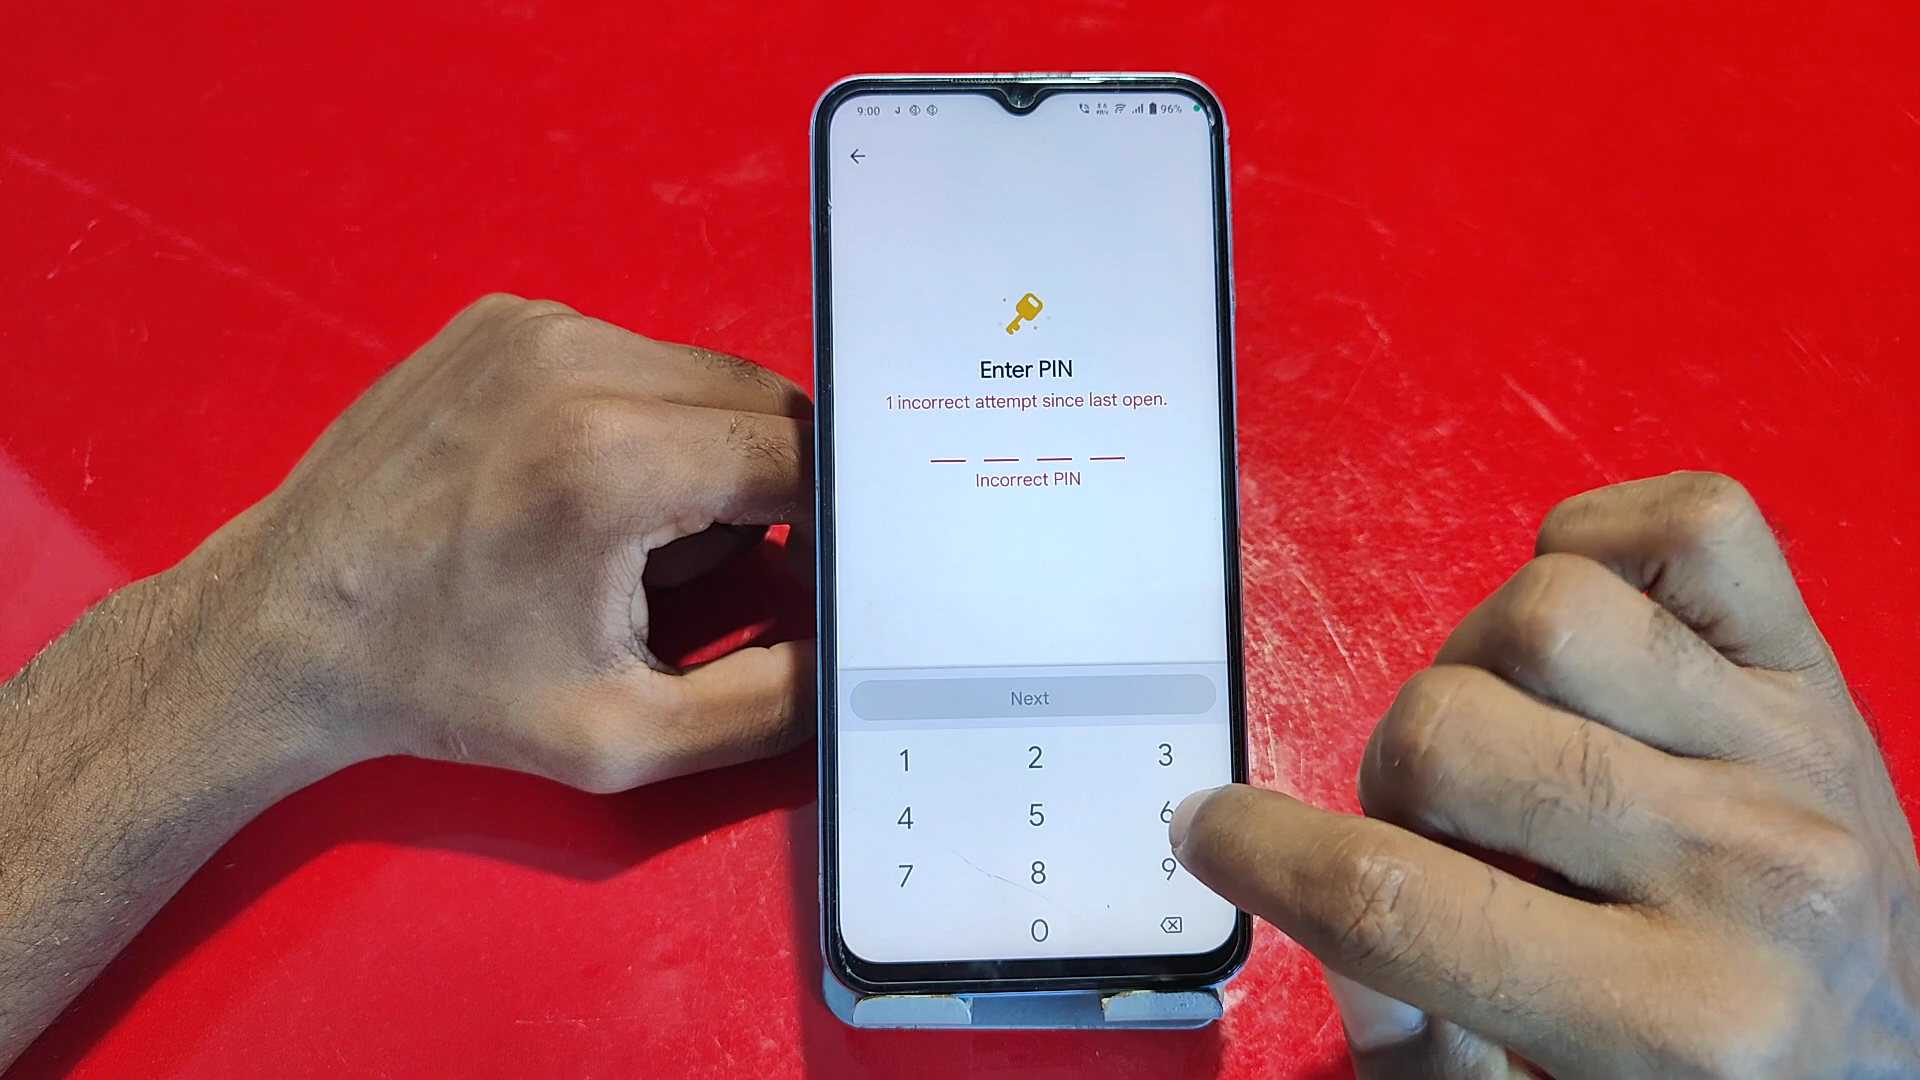 9:00 96%
Enter PIN
1 incorrect attempt since last open.
Incorrect PIN
Next
1 2 3
4 5 6
7 8 9
0